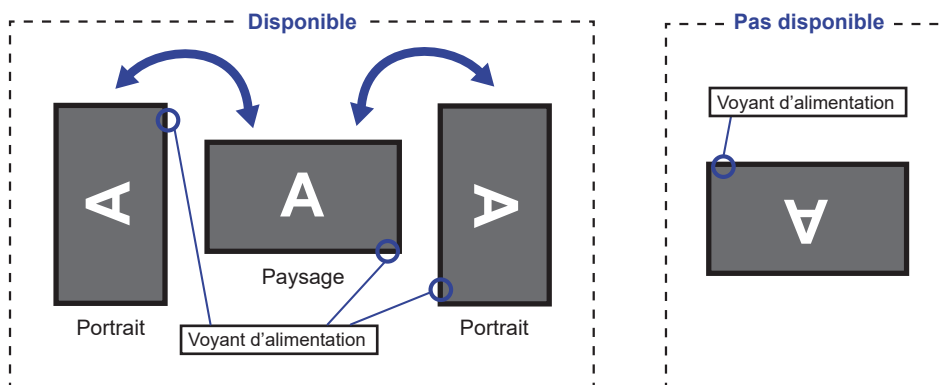 Disponible
Pas disponible
Voyant d’alimentation
A
A
A
A
Paysage
Portrait
Portrait
Voyant d’alimentation